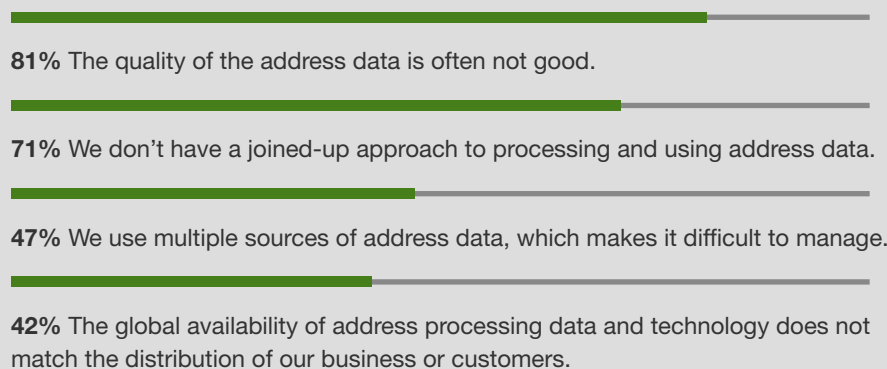 81% The quality of the address data is often not good.
71% We don’t have a joined-up approach to processing and using address data.
47% We use multiple sources of address data, which makes it difficult to manage.
42% The global availability of address processing data and technology does not
match the distribution of our business or customers.